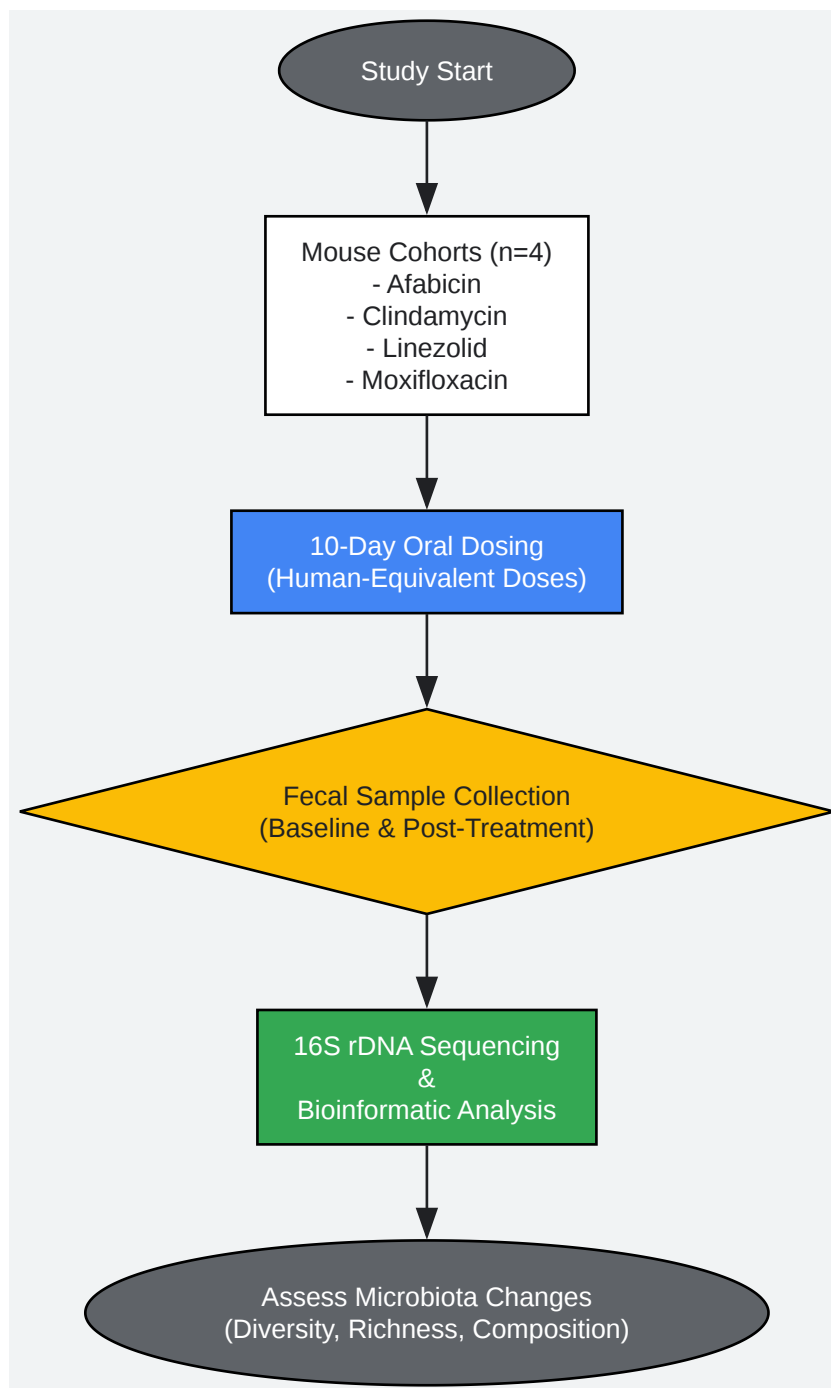 Study Start
Mouse Cohorts (n=4)
- Afabicin
- Clindamycin
- Linezolid
- Moxifloxacin
10-Day Oral Dosing
(Human-Equivalent Doses)
Fecal Sample Collection
(Baseline & Post-Treatment)
16S rDNA Sequencing
&
Bioinformatic Analysis
Assess Microbiota Changes
(Diversity, Richness, Composition)